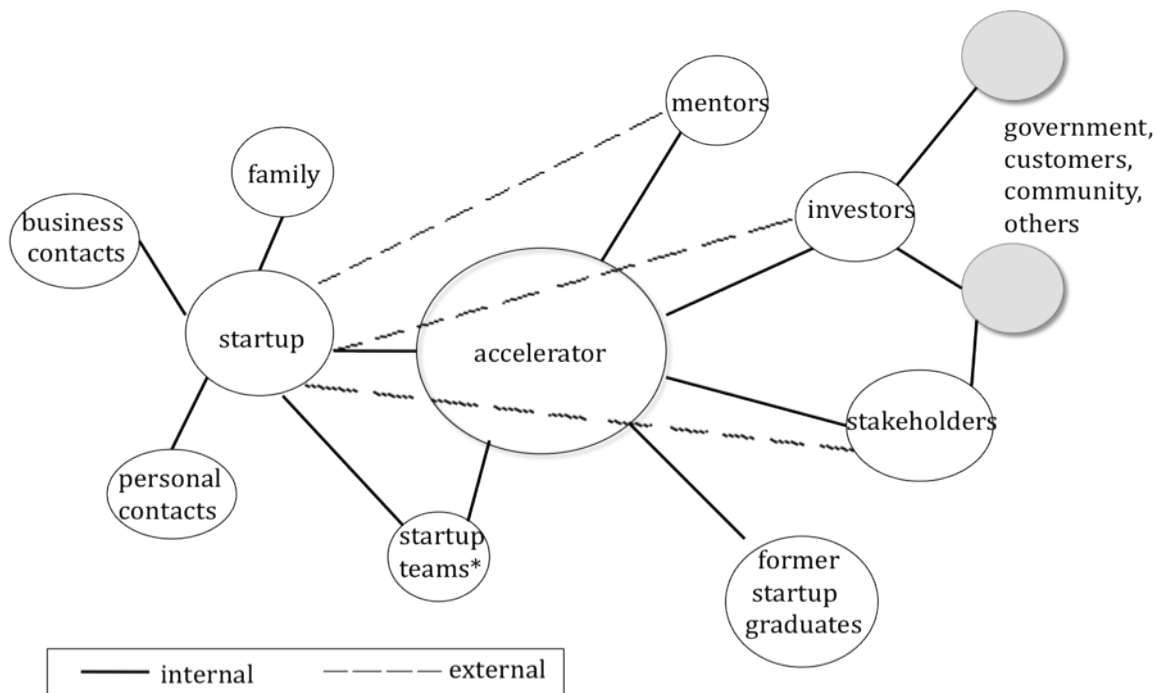 mentors
government,
customers,
community,
others
family
investors
business
contacts
startup
accelerator
stakeholders
personal
contacts
startup
teams*
former
startup
graduates
internal
external